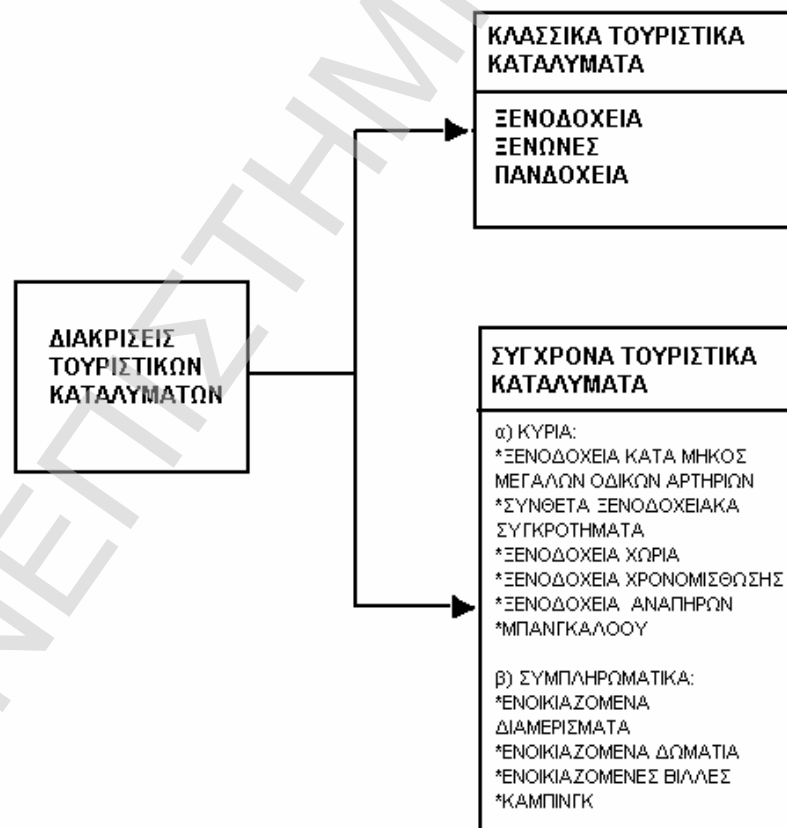 ΚΛΑΣΣΙΚΑ ΤΟΥΡΙΣΤΙΚΑ
ΚΑΤΑΛΥΜΑΤΑ
ΞΕΝΟΔΟΧΕΙΑ
ΞΕΝΩΝΕΣ
ΠΑΝΔΟΧΕΙΑ
ΔΙΑΚΡΙΣΕΙΣ
ΤΟΥΡΙΣΤΙΚΩΝ
ΚΑΤΑΛΥΜΑΤΩΝ
ΣΥΓΧΡΟΝΑ ΤΟΥΡΙΣΤΙΚΑ
ΚΑΤΑΛΥΜΑΤΑ
α) ΚΥΡΙΑ:
*ΞΕΝΟΔΟΧΕΙΑ ΚΑΤΑ ΜΗΚΟΣ
ΜΕΓΑΛΩΝ ΟΔΙΚΩΝ ΑΡΤΗΡΙΩΝ
*ΣΥΝΘΕΤΑ ΞΕΝΟΔΟΧΕΙΑΚΑ
ΣΥΓΚΡΟΤΗΜΑΤΑ
*ΞΕΝΟΔΟΧΕΙΑ ΧΩΡΙΑ
*ΞΕΝΟΔΟΧΕΙΑ ΧΡΟΝΟΜΙΣΘΩΣΗΣ
*ΞΕΝΟΔΟΧΕΙΑ ΑΝΑΠΗΡΩΝ
*ΜΠΑΝΓΚΑΛΟΟΥ
β) ΣΥΜΠΛΗΡΩΜΑΤΙΚΑ:
*ΕΝΟΙΚΙΑΖΟΜΕΝΑ
ΔΙΑΜΕΡΙΣΜΑΤΑ
*ΕΝΟΙΚΙΑΖΟΜΕΝΑ ΔΩΜΑΤΙΑ
*ΕΝΟΙΚΙΑΖΟΜΕΝΕΣ ΒΙΛΛΕΣ
*ΚΑΜΠΙΝΓΚ